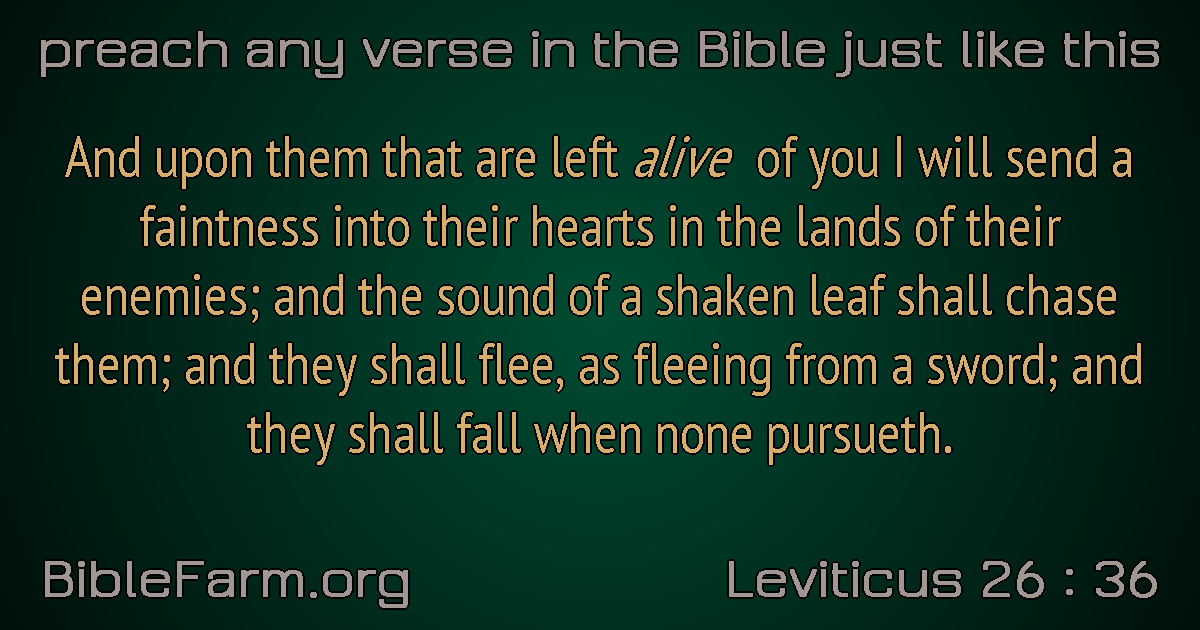 preach any verse in the Bible just like this
And upon them that are left alive of you I will send a
faintness into their hearts in the lands of their
enemies; and the sound of a shaken leaf shall chase
them; and they shall flee, as fleeing from a sword; and
they shall fall when none pursueth.
BibleFarm.org
Leviticus 26 : 36